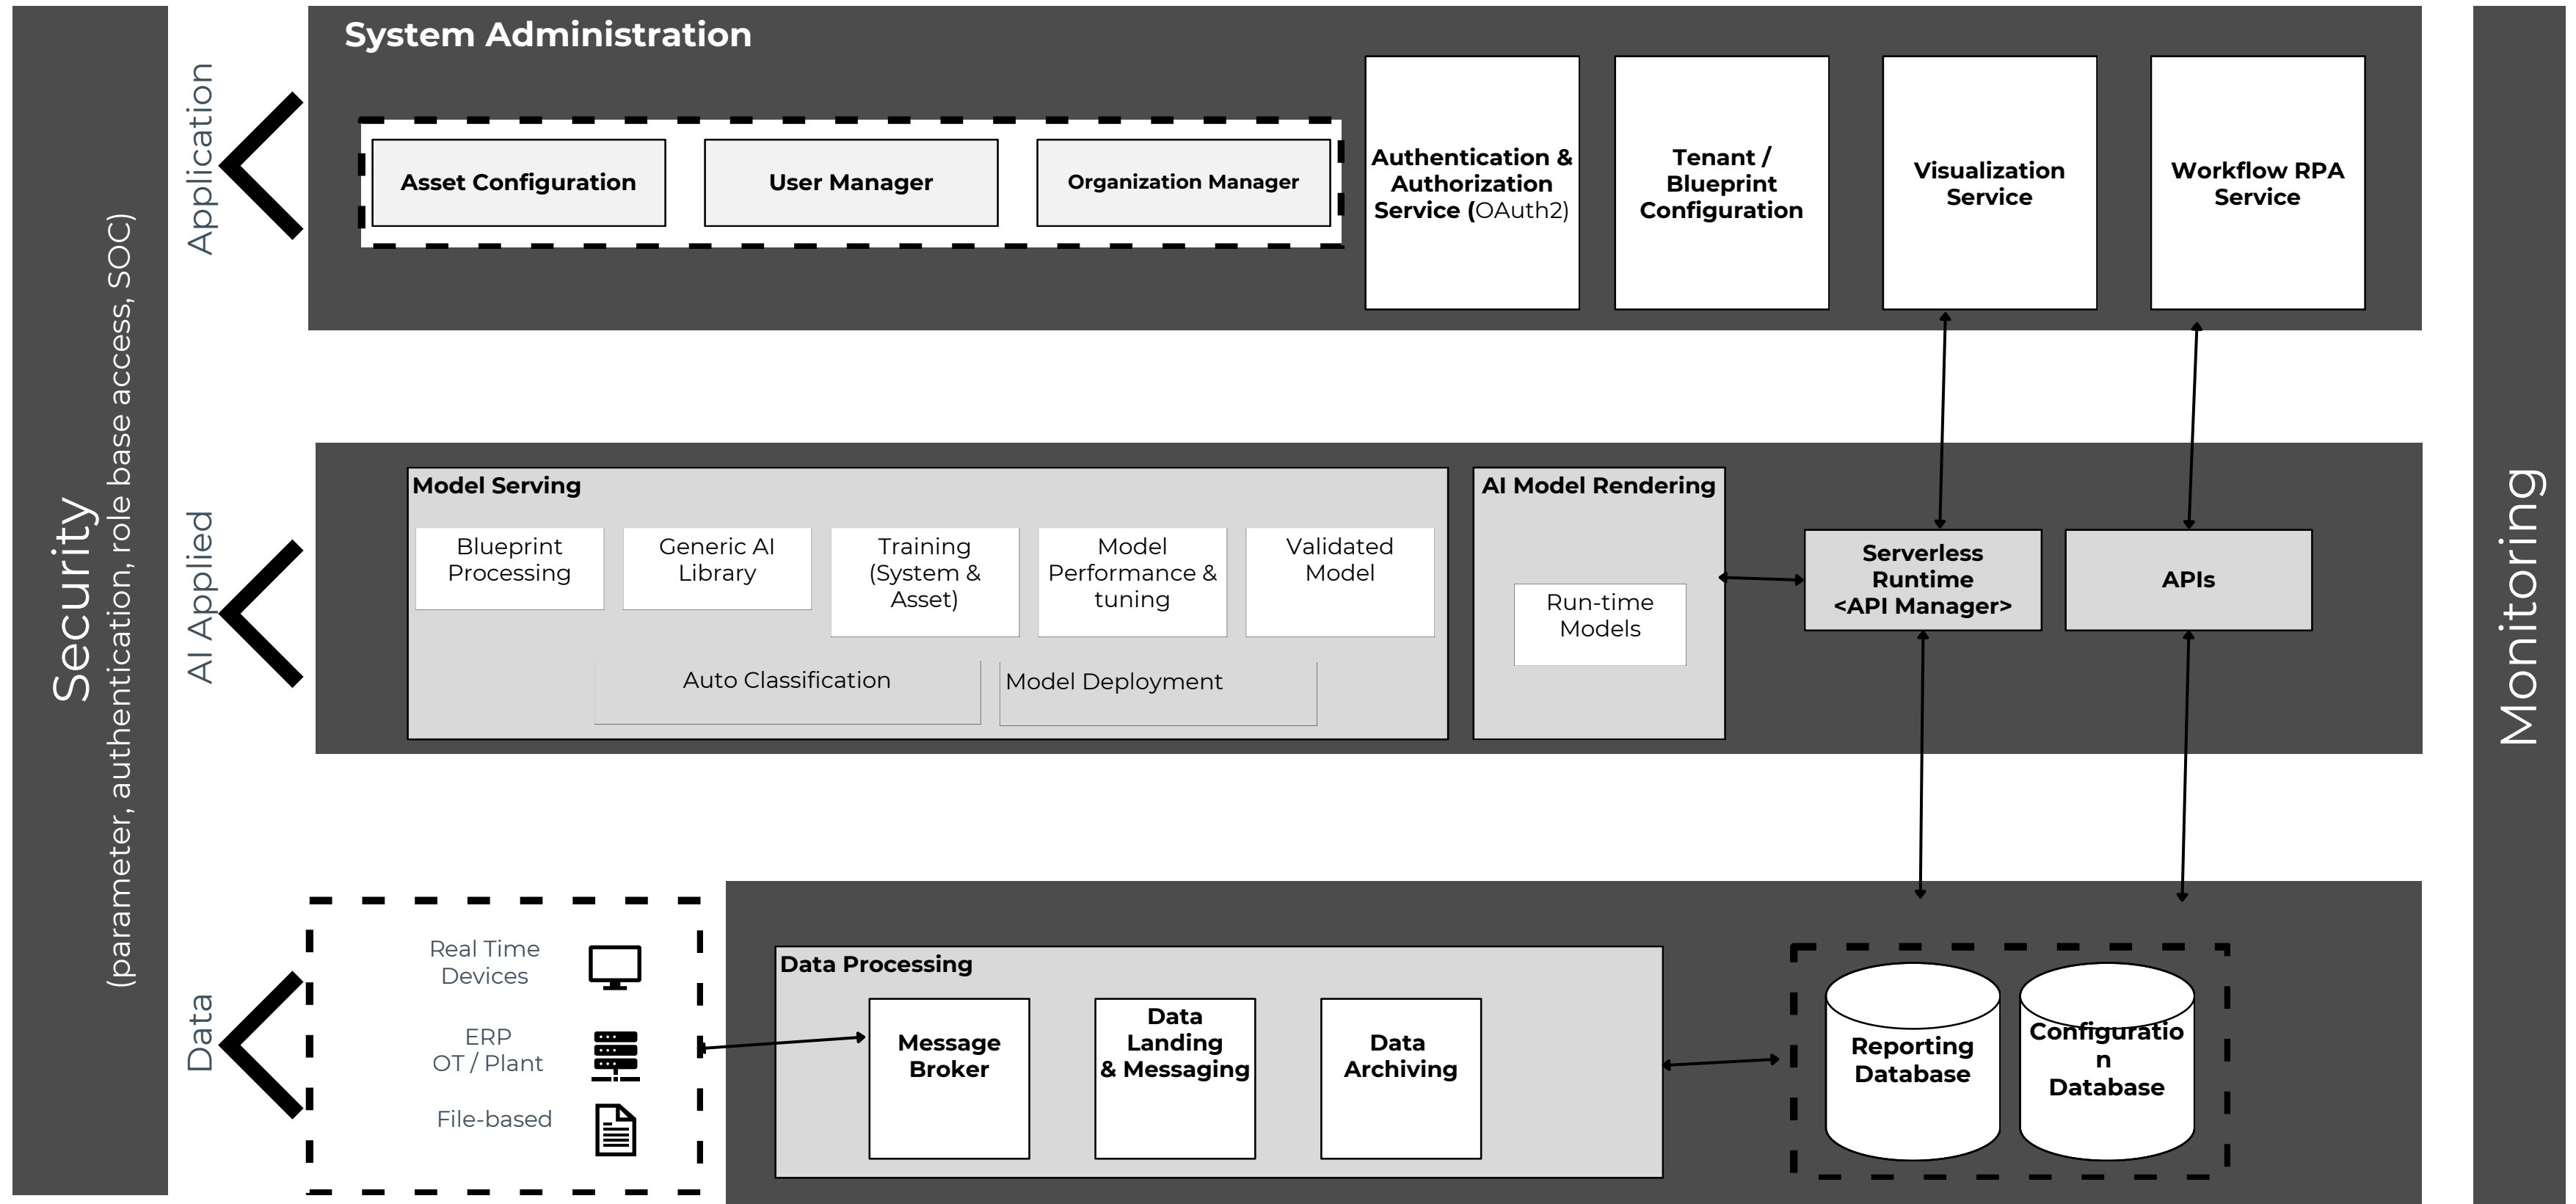 Security
(parameter, authentication, role base access, SOC)
Application
System Administration
Asset Configuration
User Manager
Organization Manager
Authentication &
Authorization
Service (OAuth2)
Tenant /
Blueprint
Configuration
Visualization
Service
Workflow RPA
Service
AI Applied
Model Serving
Blueprint
Processing
Generic AI
Library
Training
(System &
Asset)
Model
Performance &
tuning
Validated
Model
Auto Classification
Model Deployment
AI Model Rendering
Run-time
Models
Serverless
Runtime
<API Manager>
APIs
Data
Real Time
Devices
ERP
OT / Plant
File-based
Data Processing
Message
Broker
Data
Landing
& Messaging
Data
Archiving
Reporting
Database
Configuratio
n
Database
Monitoring